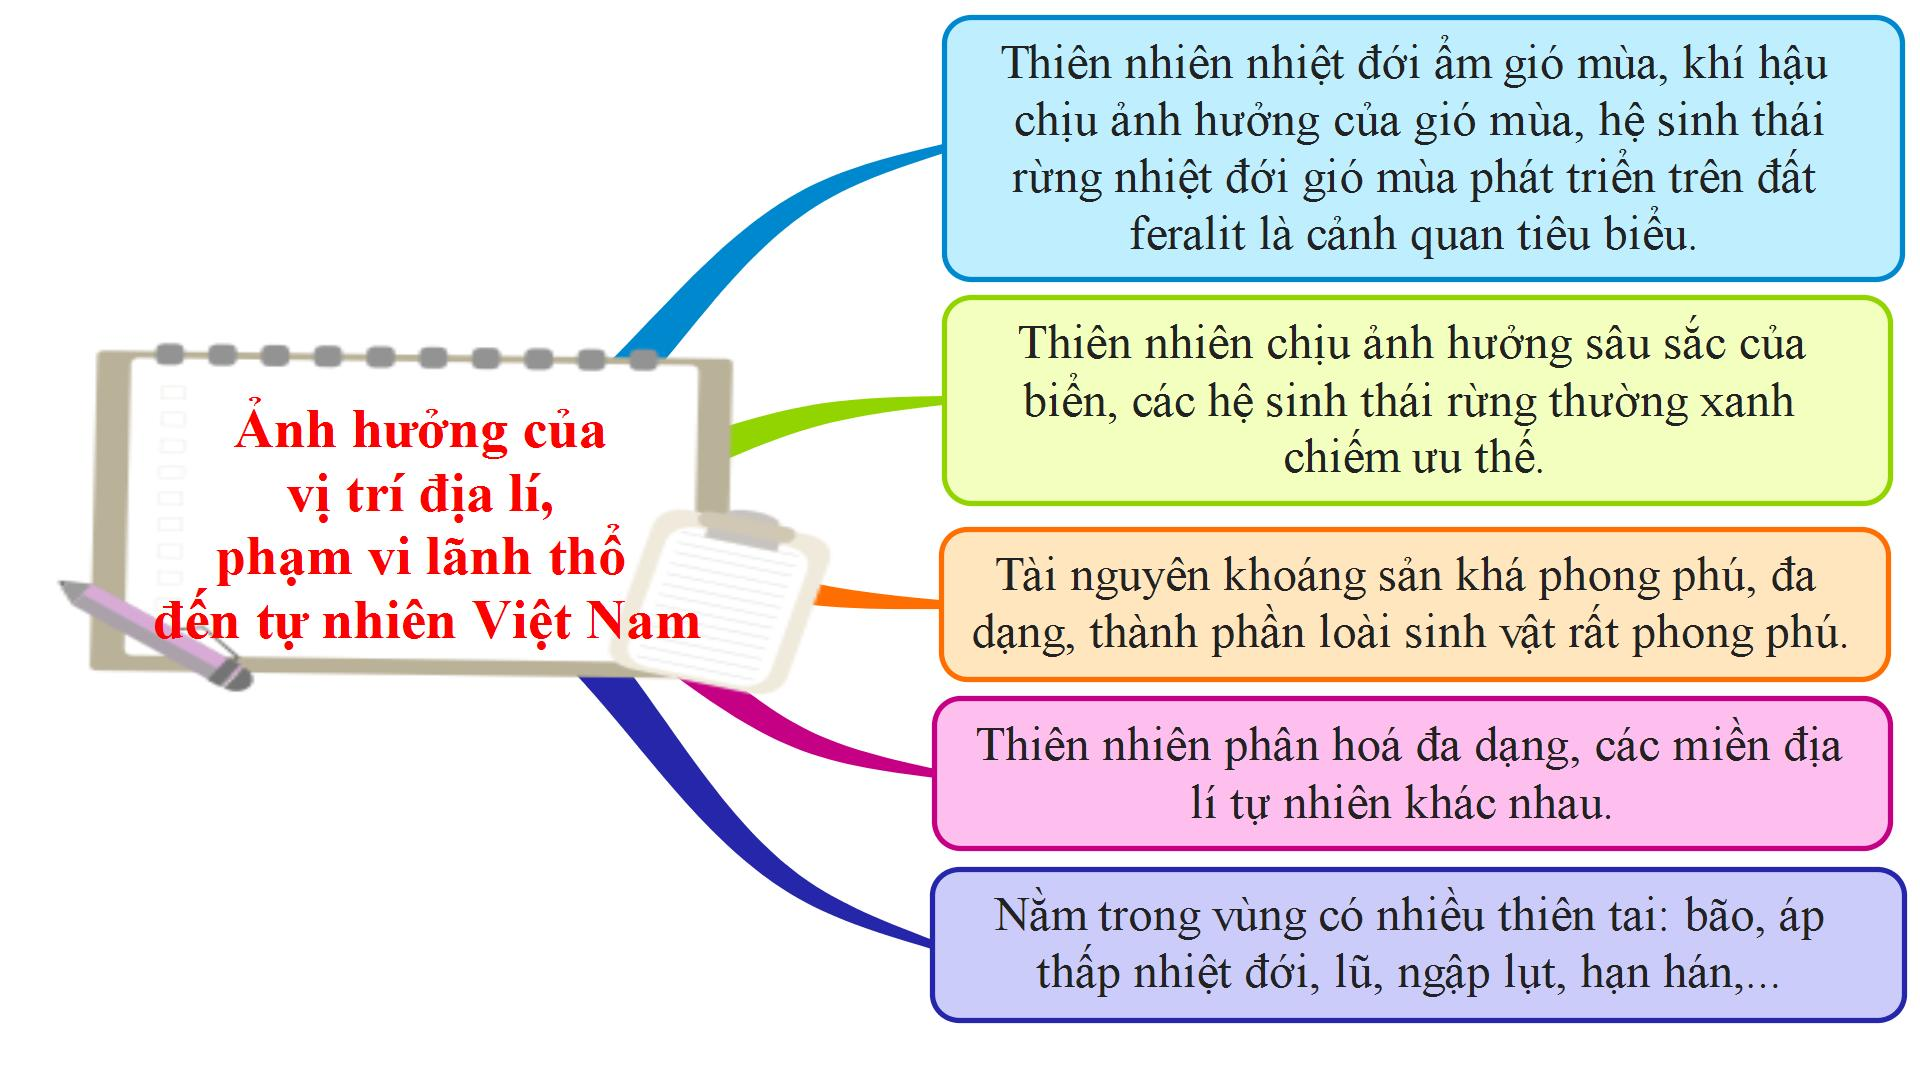 Ảnh hưởng của
vị trí địa lí,
phạm vi lãnh thổ
đến tự nhiên Việt Nam
Thiên nhiên nhiệt đới ẩm gió mùa, khí hậu
chịu ảnh hưởng của gió mùa, hệ sinh thái
rừng nhiệt đới gió mùa phát triển trên đất
feralit là cảnh quan tiêu biểu.
Thiên nhiên chịu ảnh hưởng sâu sắc của
biển, các hệ sinh thái rừng thường xanh
chiếm ưu thế.
Tài nguyên khoáng sản khá phong phú, đa
dạng, thành phần loài sinh vật rất phong phú.
Thiên nhiên phân hoá đa dạng, các miền địa
lí tự nhiên khác nhau.
Nằm trong vùng có nhiều thiên tai: bão, áp
thấp nhiệt đới, lũ, ngập lụt, hạn hán,...